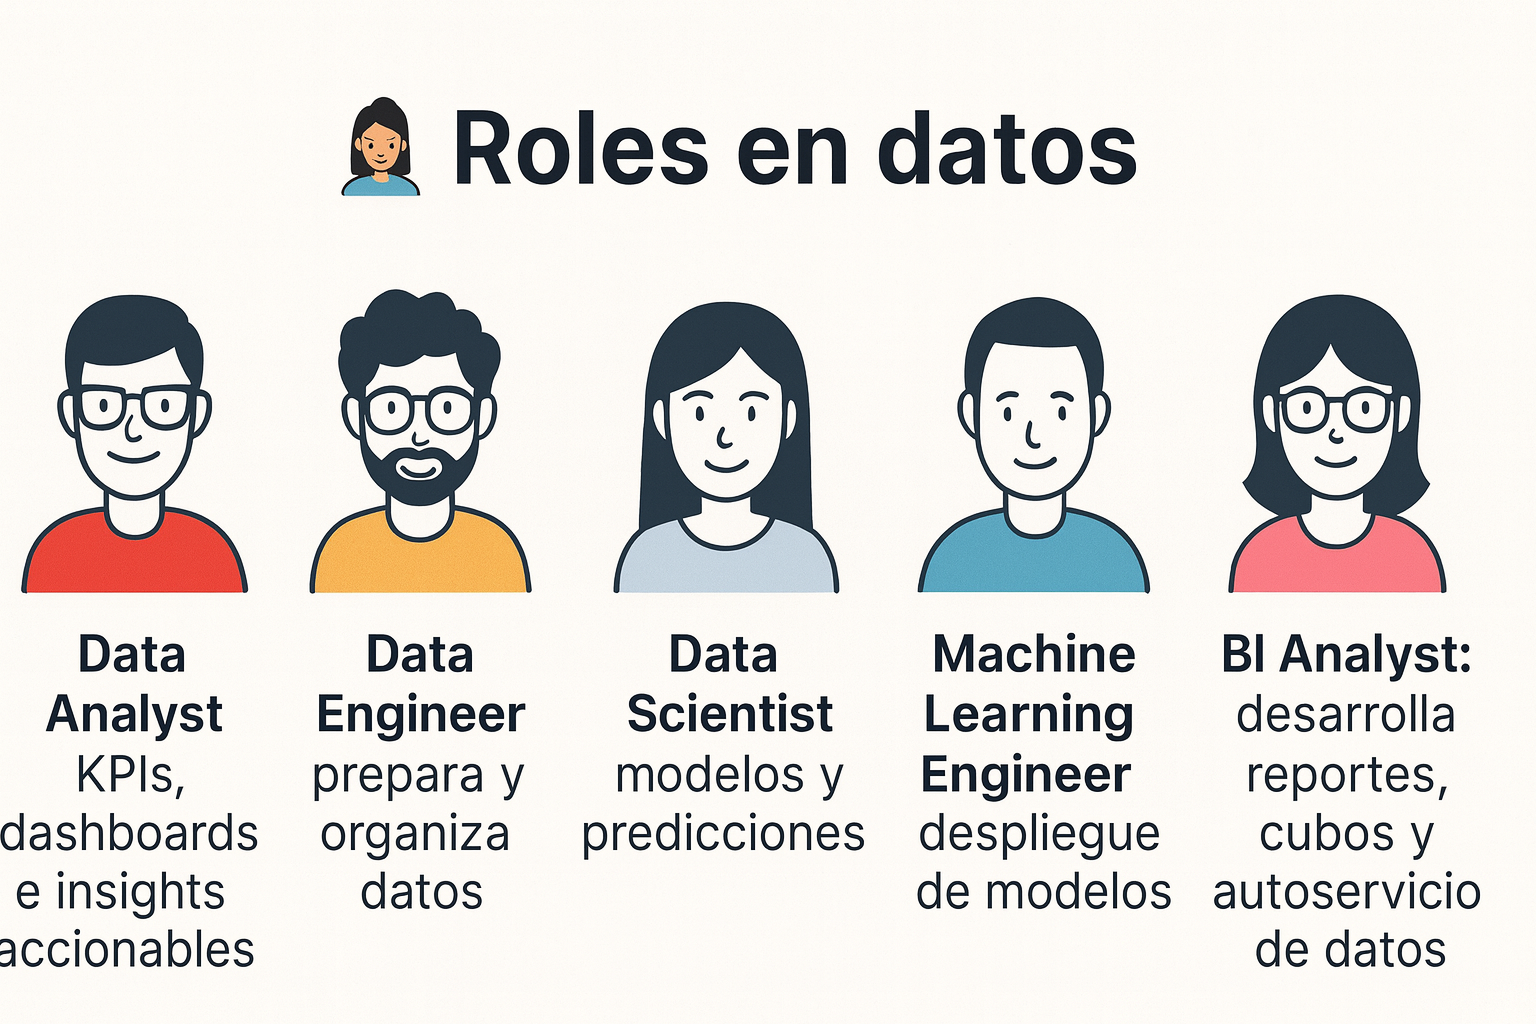 Roles en datos
Data
Analyst
KPIs,
dashboards
e insights
accionables
Data
Engineer
prepara y
organiza
datos
Data
Scientist
modelos y
predicciones
Machine
Learning
Engineer
despliegue
de modelos
BI Analyst:
desarrolla
reportes,
cubos y
autoservicio
de datos